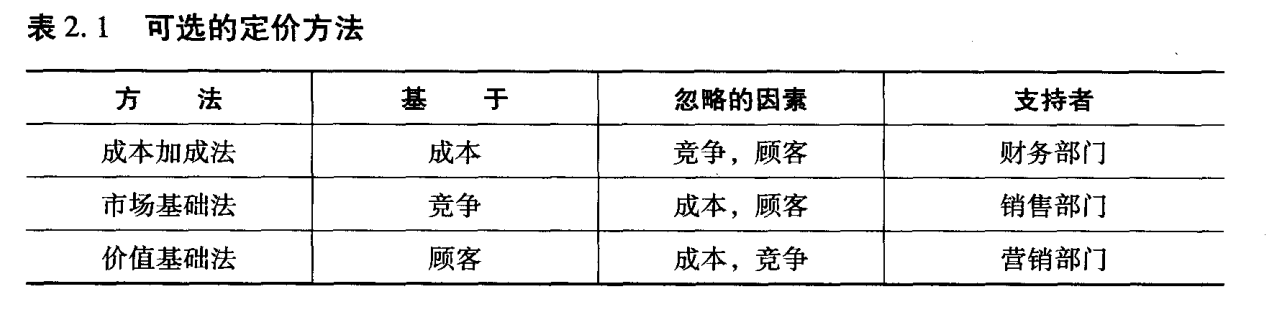 表2.1 可选的定价方法
方 法 基 于 忽略的因素 支持者
成本加成法 成本 竞争，顾客 财务部门
市场基础法 竞争 成本，顾客 销售部门
价值基础法 顾客 成本，竞争 营销部门